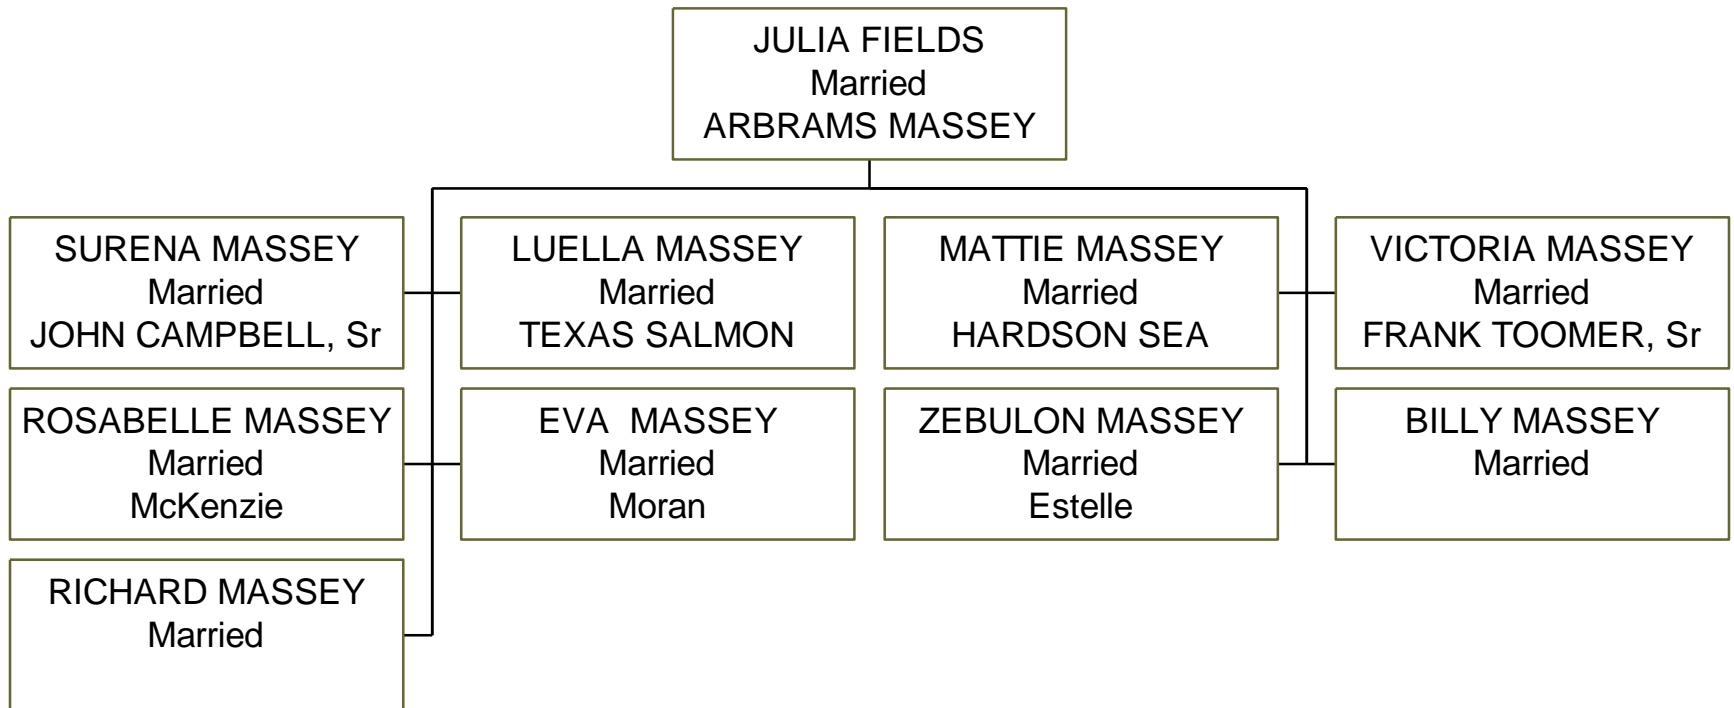 JULIA FIELDS
Married
ARBRAMS MASSEY
SURENA MASSEY
Married
JOHN CAMPBELL, Sr
LUELLA MASSEY
Married
TEXAS SALMON
MATTIE MASSEY
Married
HARDSON SEA
VICTORIA MASSEY
Married
FRANK TOOMER, Sr
ROSABELLE MASSEY
Married
McKenzie
EVA  MASSEY
Married
Moran
ZEBULON MASSEY
Married
Estelle
BILLY MASSEY
Married
RICHARD MASSEY
Married